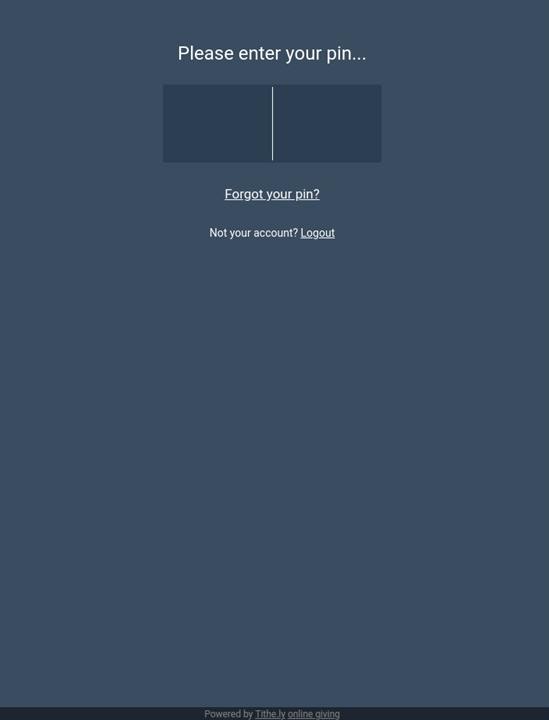 Please enter your pin...
Forgot your pin?
Not your account? Logout
Powered by Tithe.ly online giving